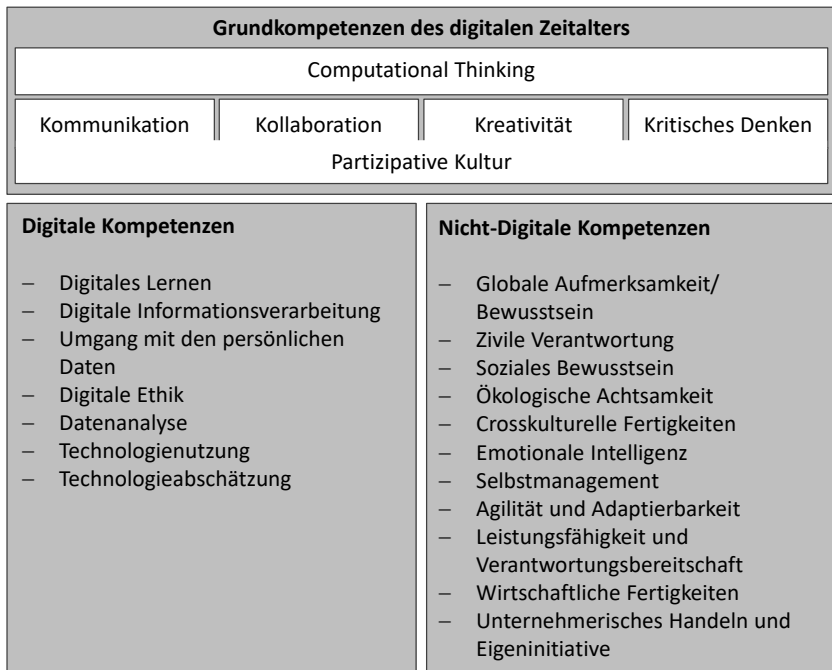 Grundkompetenzen des digitalen Zeitalters
Computational Thinking
Kommunikation
Kollaboration
Kreativität
Kritisches Denken
Partizipative Kultur
Digitale Kompetenzen
– Digitales Lernen
– Digitale Informationsverarbeitung
– Umgang mit den persönlichen
Daten
– Digitale Ethik
– Datenanalyse
– Technologienutzung
– Technologieabschätzung
Nicht-Digitale Kompetenzen
– Globale Aufmerksamkeit/
Bewusstsein
– Zivile Verantwortung
– Soziales Bewusstsein
– Ökologische Achtsamkeit
– Crosskulturelle Fertigkeiten
– Emotionale Intelligenz
– Selbstmanagement
– Agilität und Adaptierbarkeit
– Leistungsfähigkeit und
Verantwortungsbereitschaft
– Wirtschaftliche Fertigkeiten
– Unternehmerisches Handeln und
Eigeninitiative